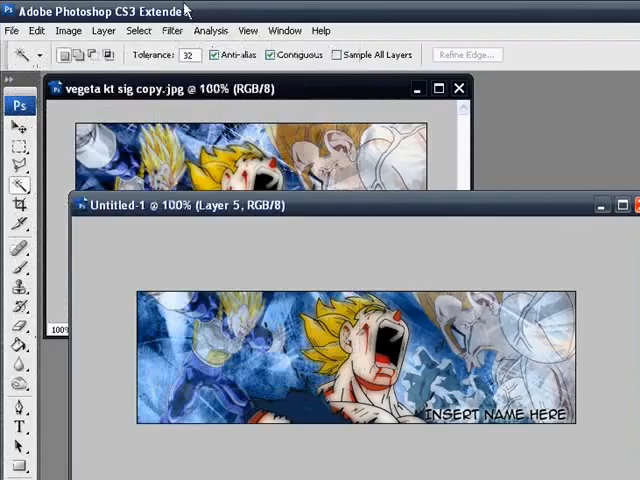 Adobe Photoshop CS3 Extende
File Edit Image Layer Select Filter Analysis View Window Help
Tolerance: 32 Anti-alias Contiguous Sample All Layers Refine Edge...
Ps vegeta kt sig copy.jpg @ 100% (RGB/8)
Untitled-1 @ 100% (Layer 5, RGB/8)
100%
INSERT NAME HERE